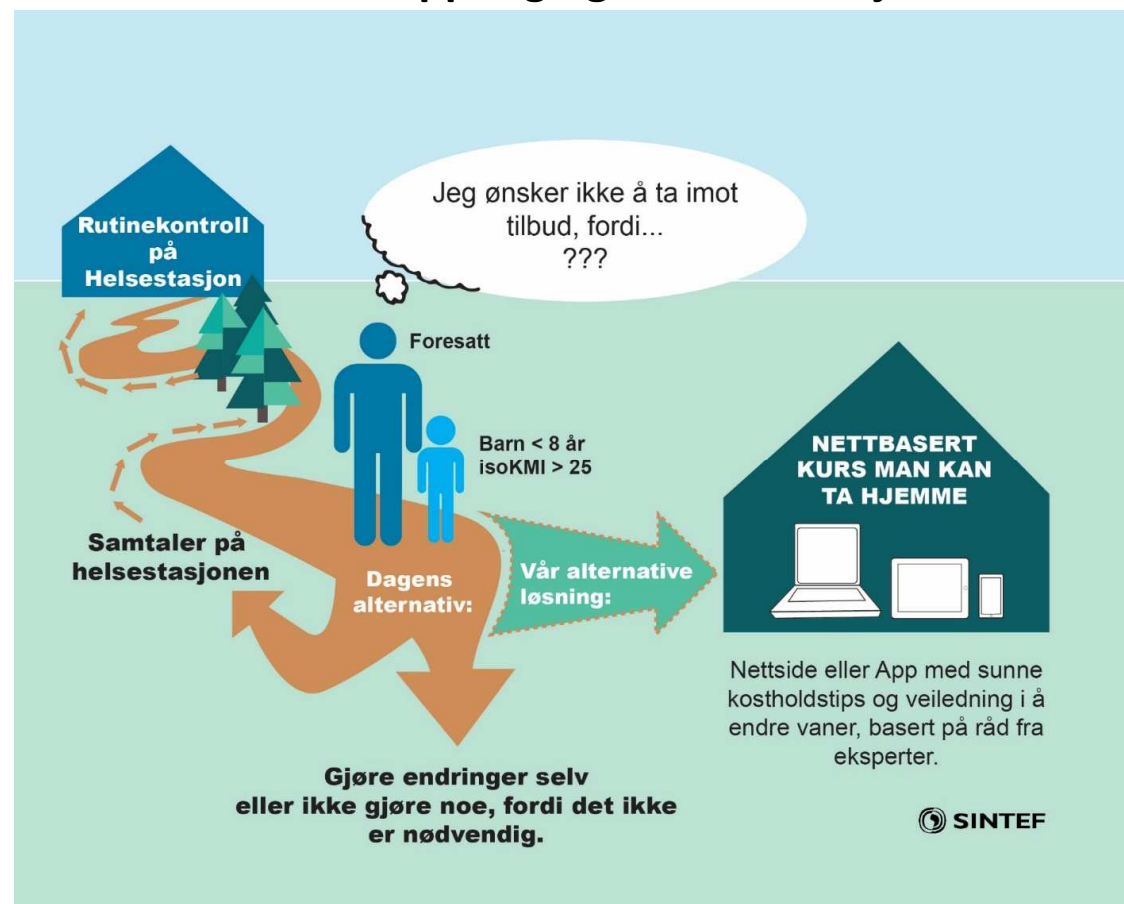 Jeg ønsker ikke å ta imot
tilbud, fordi...
???
Rutinekontroll
på
Helsestasjon
Foresatt
Barn < 8 år
isoKMI > 25
Samtaler på
helsestasjonen
Dagens
alternativ:
Vår alternative
løsning:
NETTBASERT
KURS MAN KAN
TA HJEMME
Nettside eller App med sunne
kostholdstips og veiledning i å
endre vaner, basert på råd fra
eksperter.
Gjøre endringer selv
eller ikke gjøre noe, fordi det ikke
er nødvendig.
SINTEF